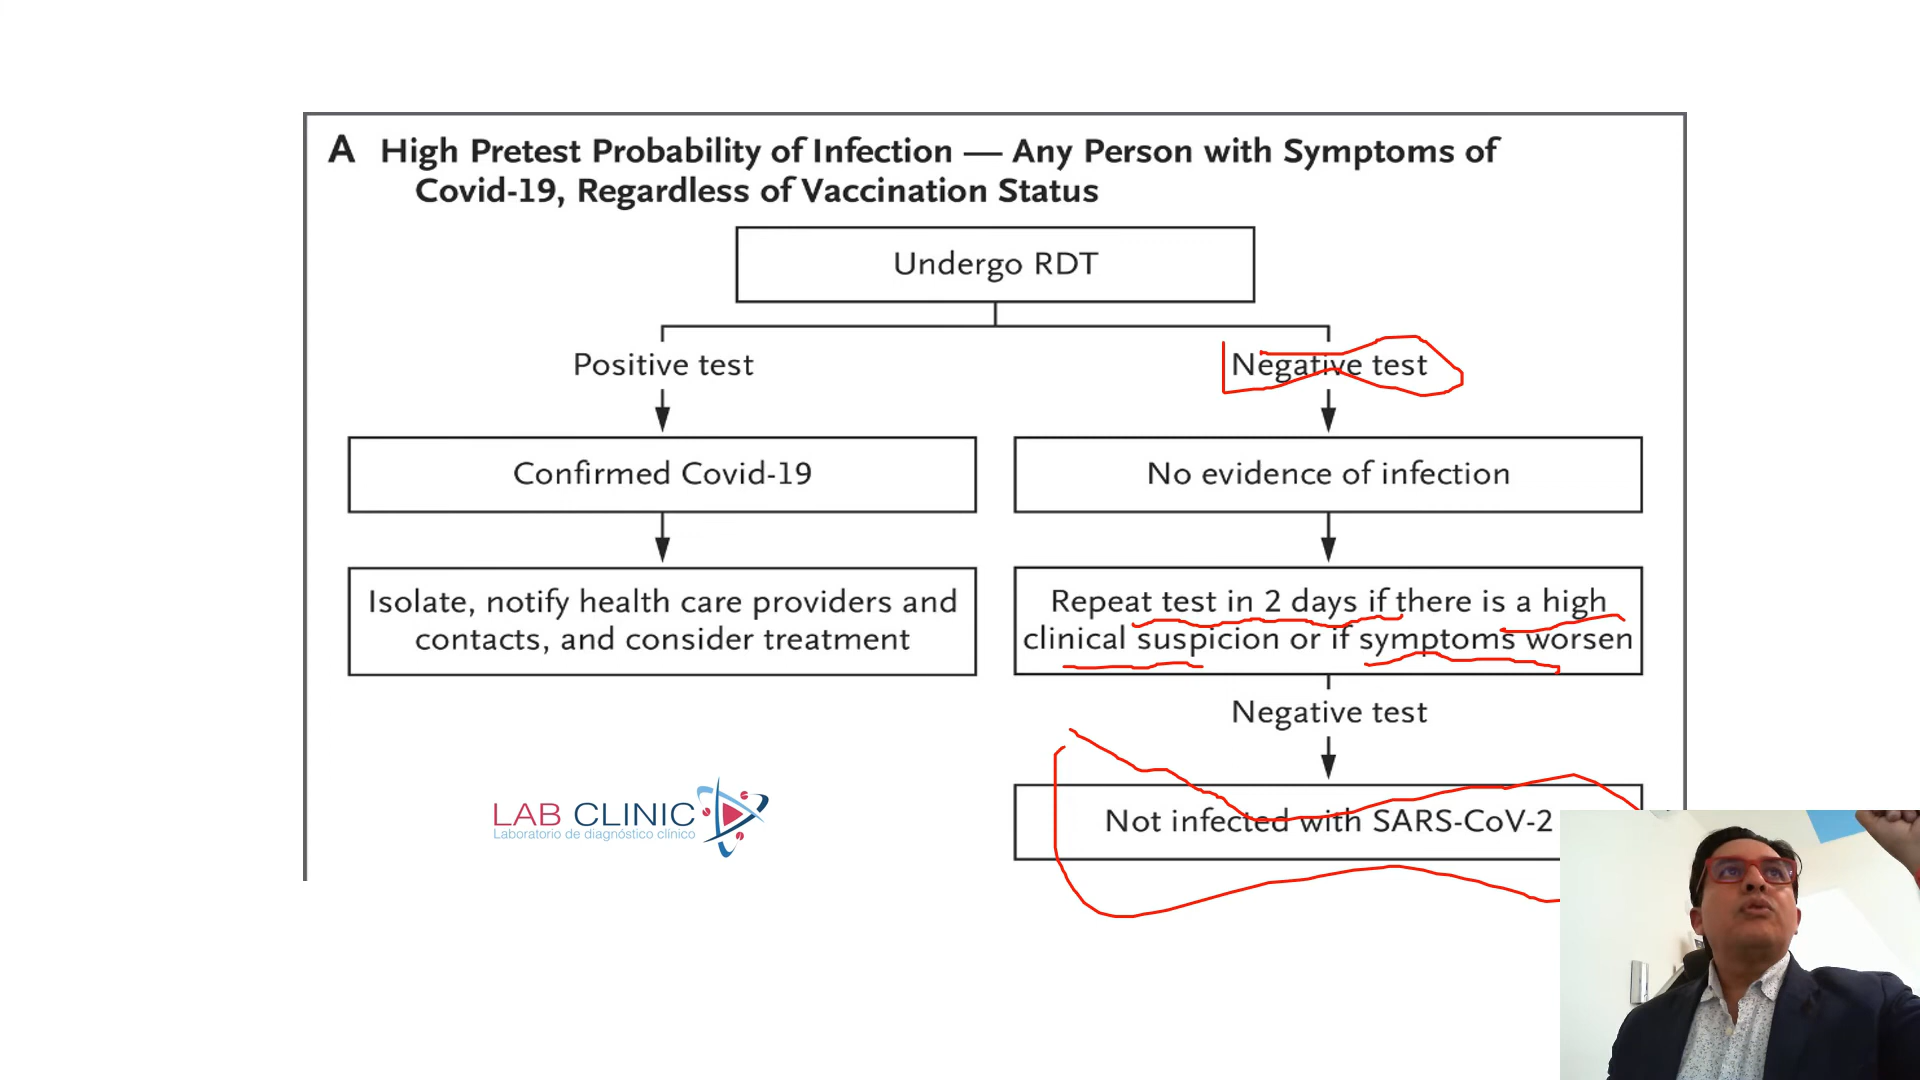 A High Pretest Probability of Infection — Any Person with Symptoms of
Covid-19, Regardless of Vaccination Status
Undergo RDT
Positive test
Negative test
Confirmed Covid-19
No evidence of infection
Isolate, notify health care providers and
contacts, and consider treatment
Repeat test in 2 days if there is a high
clinical suspicion or if symptoms worsen
Negative test
Not infected with SARS-CoV-2
LAB CLINIC
Laboratorio de diagnóstico clínico